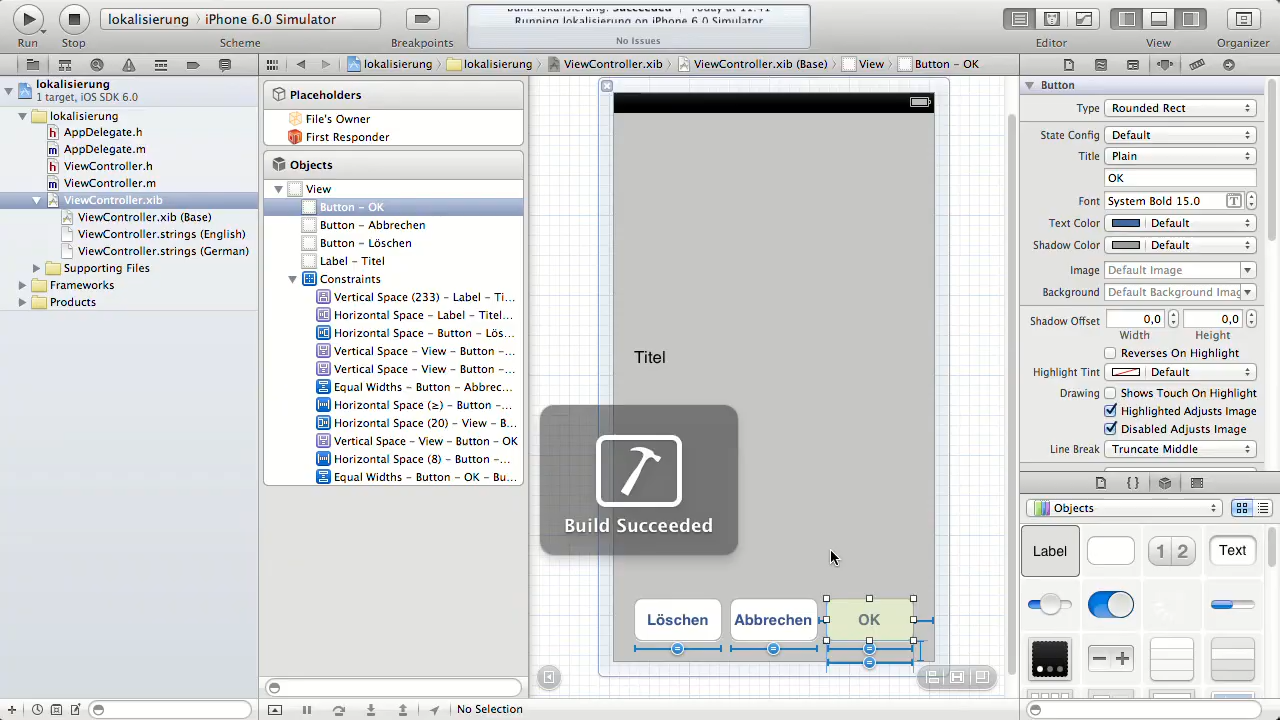 lokalisierung
iPhone 6.0 Simulator
Build lokalisierung: Succeeded | Today at 11:41
Running lokalisierung on iPhone 6.0 Simulator
No Issues
Run
Stop
Scheme
Breakpoints
Editor
View
Organizer
lokalisierung
lokalisierung
ViewController.xib
ViewController.xib (Base)
View
Button – OK
lokalisierung
1 target, iOS SDK 6.0
lokalisierung
AppDelegate.h
AppDelegate.m
ViewController.h
ViewController.m
ViewController.xib
ViewController.xib (Base)
ViewController.strings (English)
ViewController.strings (German)
Supporting Files
Frameworks
Products
Placeholders
File's Owner
First Responder
Objects
View
Button – OK
Button – Abbrechen
Button – Löschen
Label – Titel
Constraints
Vertical Space (233) – Label – Ti...
Horizontal Space – Label – Titel...
Horizontal Space – Button – Lös...
Vertical Space – View – Button –...
Vertical Space – View – Button –...
Equal Widths – Button – Abbrec...
Horizontal Space (≥) – Button –...
Horizontal Space (20) – View – B...
Vertical Space – View – Button – OK
Horizontal Space (8) – Button –...
Equal Widths – Button – OK – Bu...
Titel
Build Succeeded
Löschen
Abbrechen
OK
Button
Type
Rounded Rect
State Config
Default
Title
Plain
OK
Font
System Bold 15.0
T
Text Color
Default
Shadow Color
Default
Image
Default Image
Background
Default Background Imag
Shadow Offset
0,0
0,0
Width
Height
Reverses On Highlight
Highlight Tint
Default
Drawing
Shows Touch On Highlight
Highlighted Adjusts Image
Disabled Adjusts Image
Line Break
Truncate Middle
Objects
Label
1 2
Text
No Selection